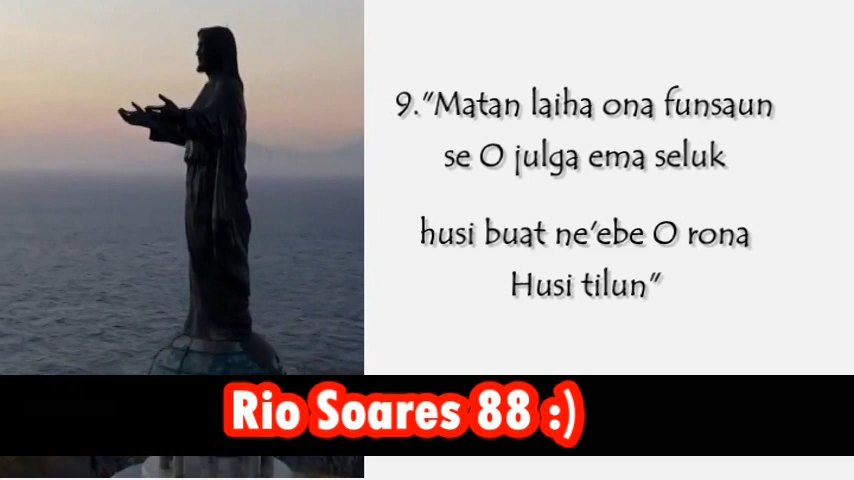 9."Matan laiha ona funsaun
se O julga ema seluk
husi buat ne'ebe O rona
Husi tilun"
Rio Soares 88 :)